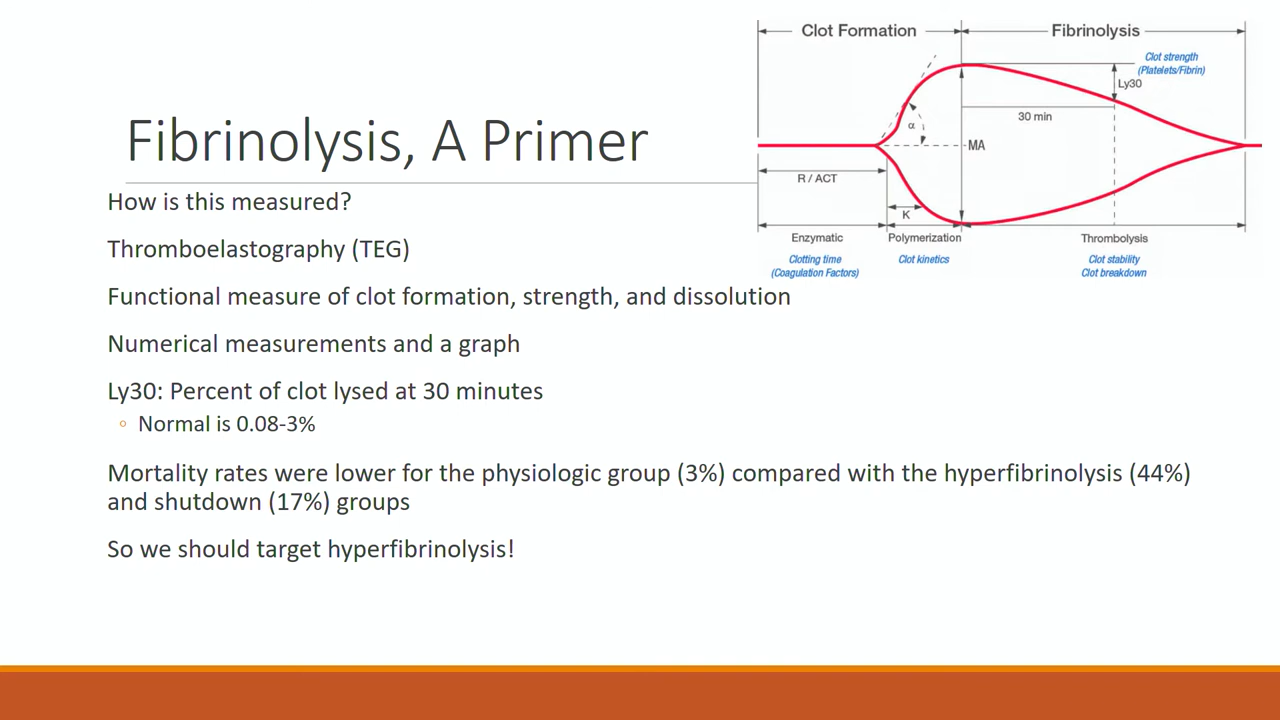 Clot Formation
Fibrinolysis
Clot strength
(Platelets/Fibrin)
Ly30
30 min
α
MA
R / ACT
K
Enzymatic
Polymerization
Thrombolysis
Clotting time
(Coagulation Factors)
Clot kinetics
Clot stability
Clot breakdown
Fibrinolysis, A Primer
How is this measured?
Thromboelastography (TEG)
Functional measure of clot formation, strength, and dissolution
Numerical measurements and a graph
Ly30: Percent of clot lysed at 30 minutes
◦ Normal is 0.08-3%
Mortality rates were lower for the physiologic group (3%) compared with the hyperfibrinolysis (44%)
and shutdown (17%) groups
So we should target hyperfibrinolysis!